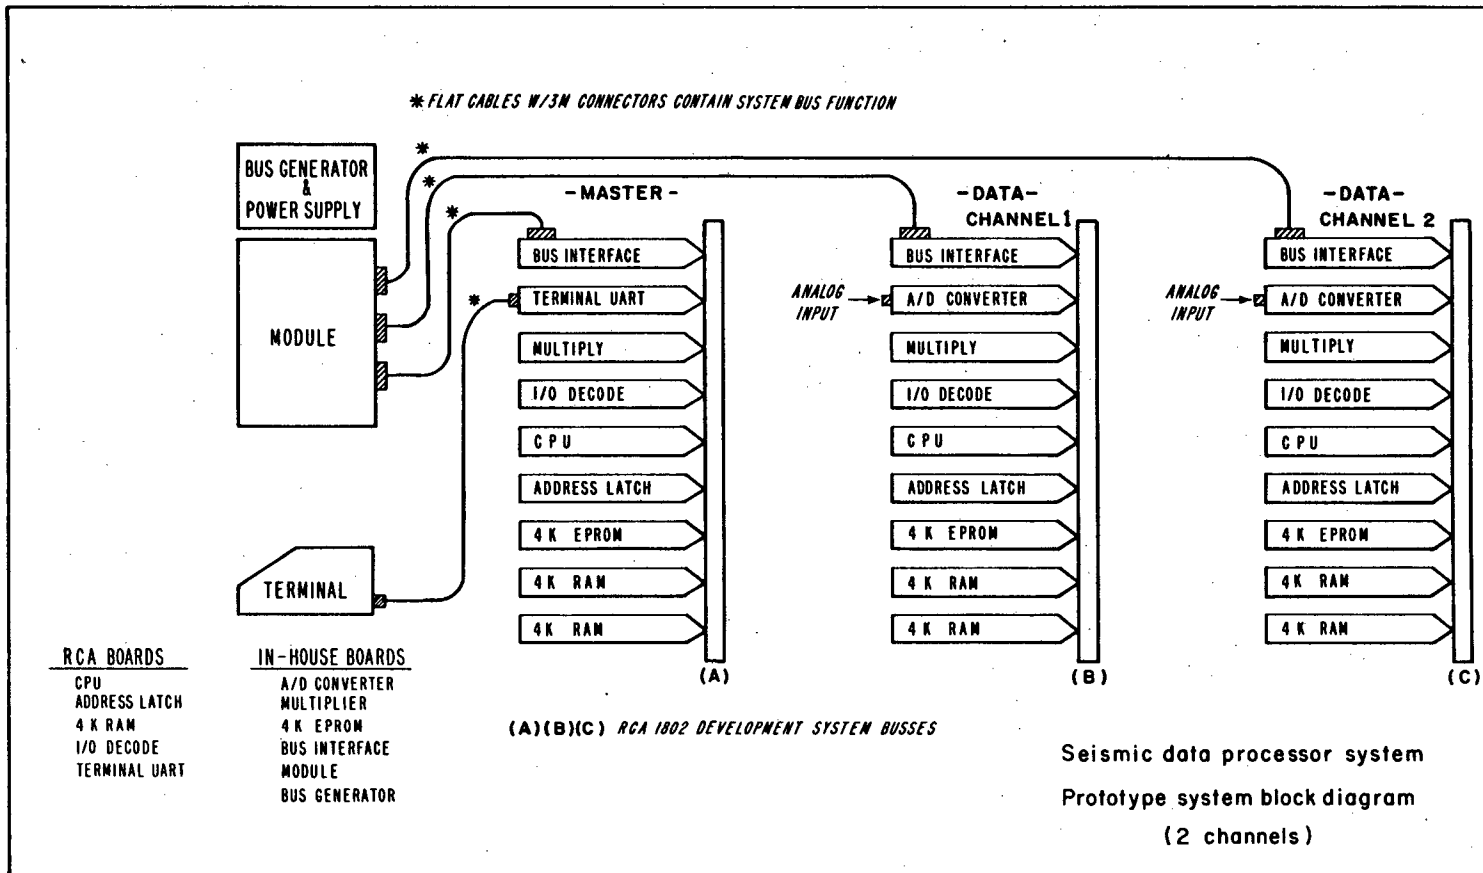 * FLAT CABLES W/3M CONNECTORS CONTAIN SYSTEM BUS FUNCTION
BUS GENERATOR
&
POWER SUPPLY
MODULE
TERMINAL
*
*
*
*
-MASTER-
BUS INTERFACE
TERMINAL UART
MULTIPLY
I/O DECODE
CPU
ADDRESS LATCH
4K EPROM
4K RAM
4K RAM
(A)
-DATA-
CHANNEL 1
ANALOG
INPUT
BUS INTERFACE
A/D CONVERTER
MULTIPLY
I/O DECODE
CPU
ADDRESS LATCH
4K EPROM
4K RAM
4K RAM
(B)
-DATA-
CHANNEL 2
ANALOG
INPUT
BUS INTERFACE
A/D CONVERTER
MULTIPLY
I/O DECODE
CPU
ADDRESS LATCH
4K EPROM
4K RAM
4K RAM
(C)
RCA BOARDS
CPU
ADDRESS LATCH
4K RAM
I/O DECODE
TERMINAL UART
IN-HOUSE BOARDS
A/D CONVERTER
MULTIPLIER
4K EPROM
BUS INTERFACE
MODULE
BUS GENERATOR
(A)(B)(C) RCA 1802 DEVELOPMENT SYSTEM BUSSES
Seismic data processor system
Prototype system block diagram
(2 channels)